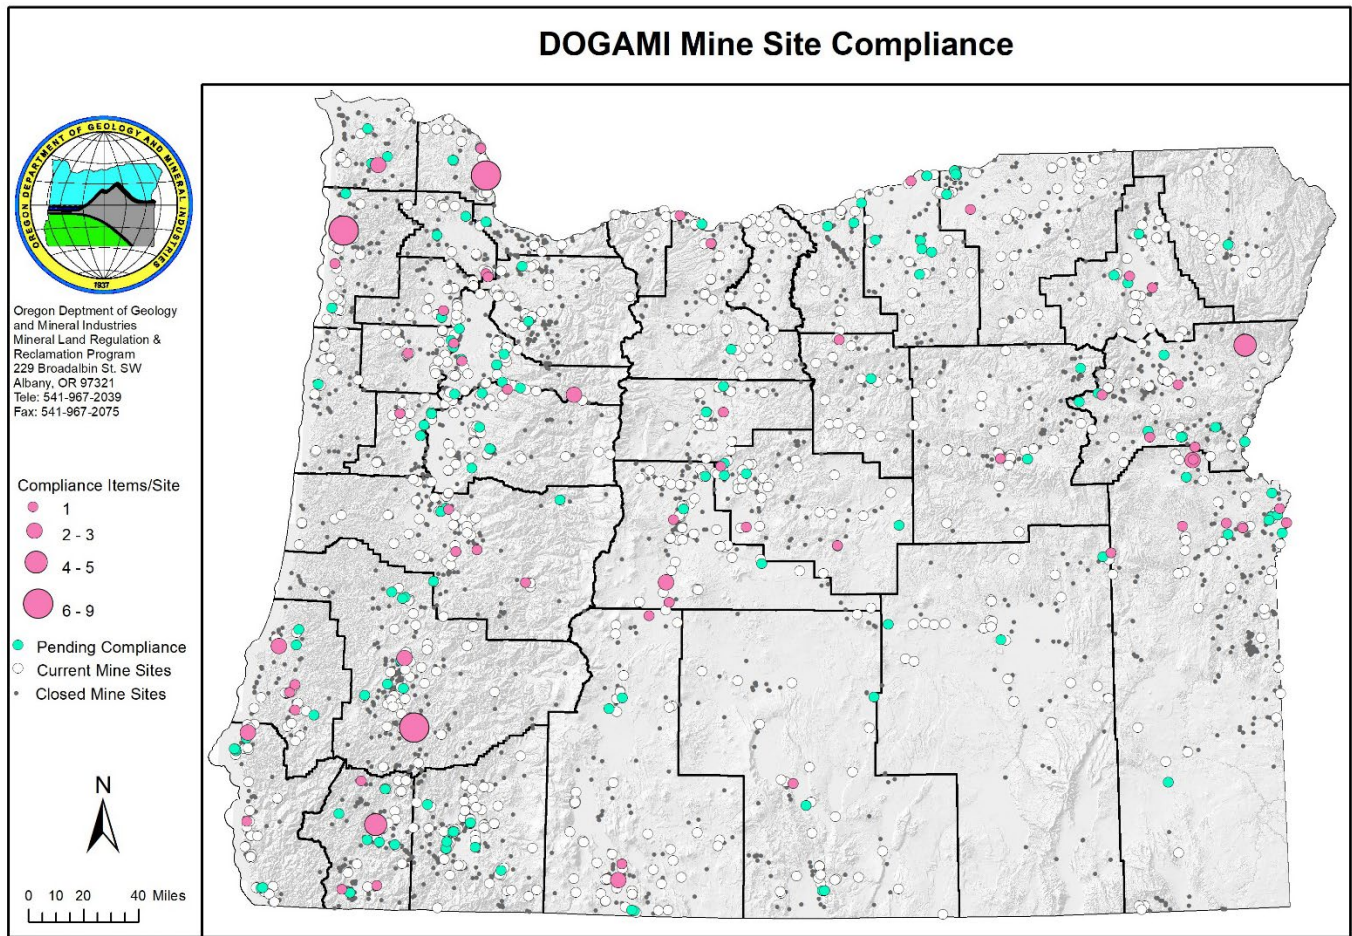 DOGAMI Mine Site Compliance
OREGON DEPARTMENT OF GEOLOGY AND MINERAL INDUSTRIES
1937
Oregon Deptment of Geology
and Mineral Industries
Mineral Land Regulation &
Reclamation Program
229 Broadalbin St. SW
Albany, OR 97321
Tele: 541-967-2039
Fax: 541-967-2075
Compliance Items/Site
1
2 - 3
4 - 5
6 - 9
Pending Compliance
Current Mine Sites
Closed Mine Sites
N
0 10 20 40 Miles